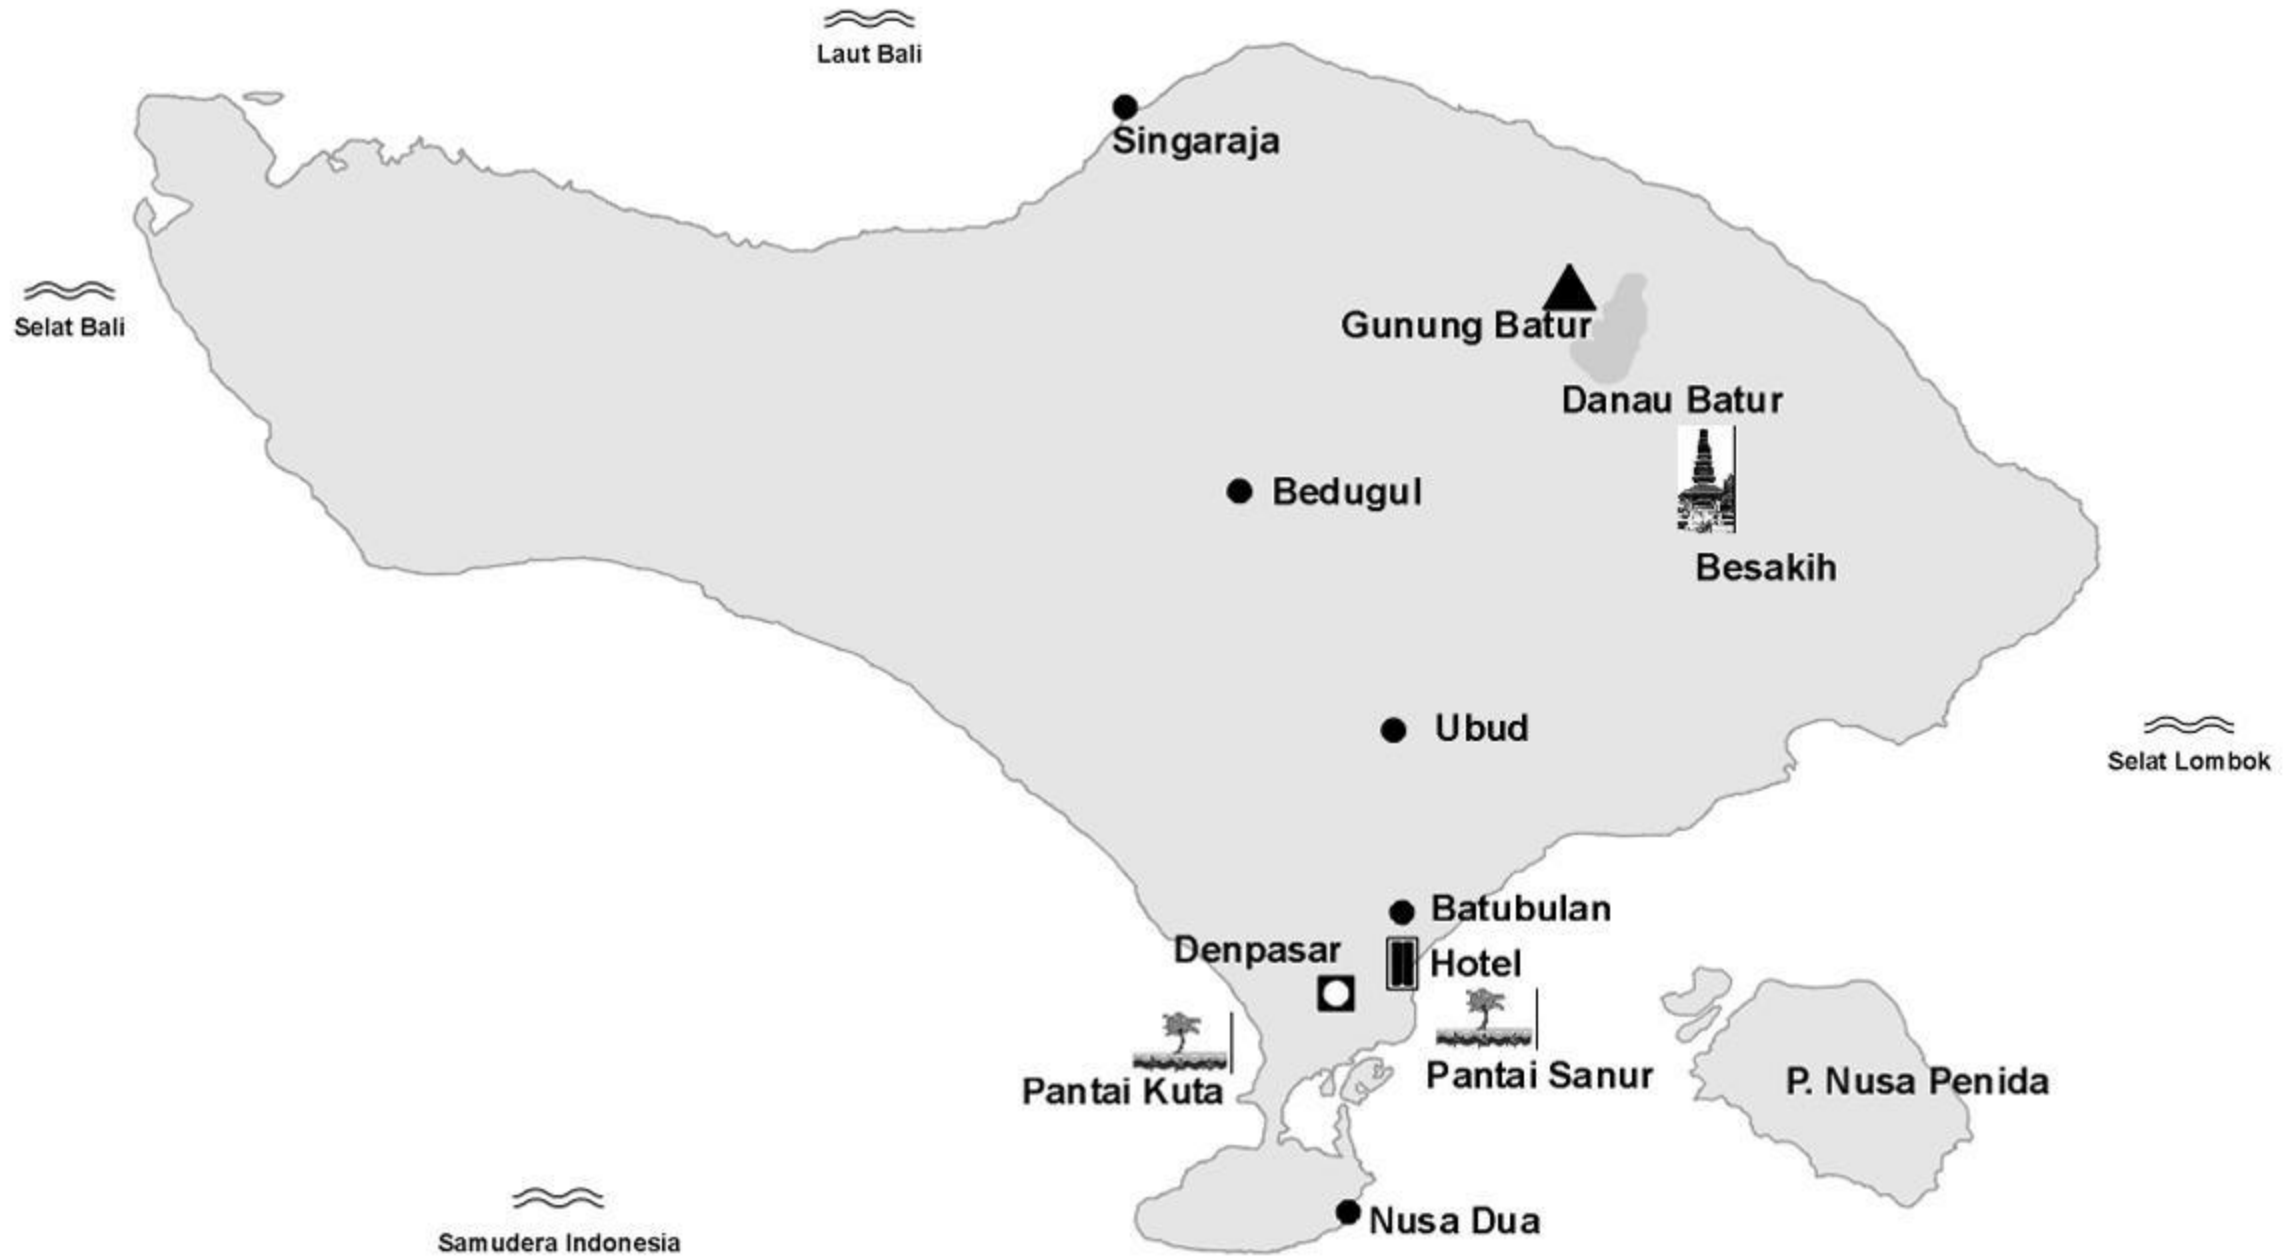 Laut Bali
Singaraja
Selat Bali
Gunung Batur
Danau Batur
Bedugul
Besakih
Ubud
Selat Lombok
Batubulan
Denpasar
Hotel
Pantai Kuta
Pantai Sanur
P. Nusa Penida
Nusa Dua
Samudera Indonesia